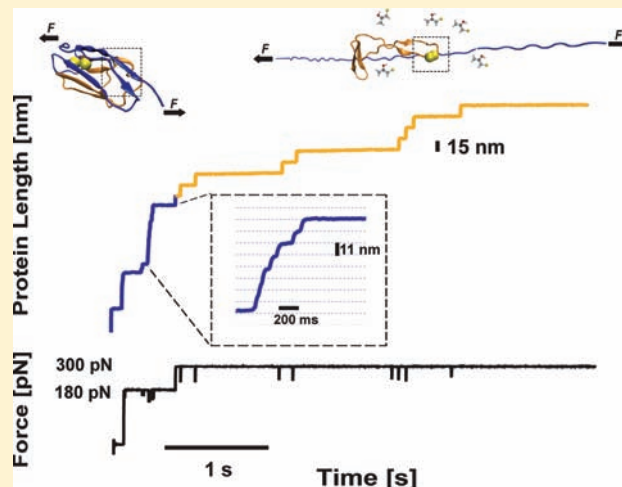 F
F
F
F
Protein Length [nm]
15 nm
11 nm
200 ms
Force [pN]
300 pN
180 pN
1 s
Time [s]